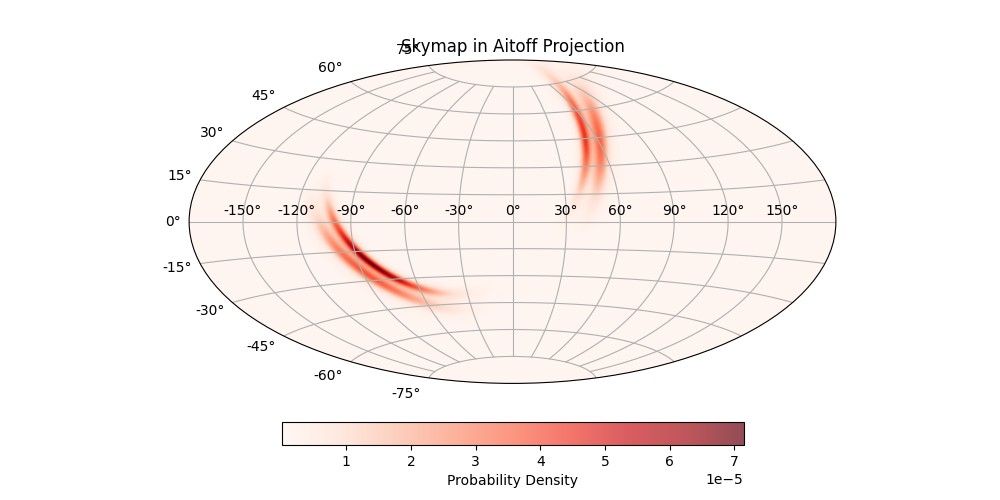 75°
Skymap in Aitoff Projection
60°
45°
30°
15°
-150° -120° -90° -60° -30° 0° 30° 60° 90° 120° 150°
0°
-15°
-30°
-45°
-60°
-75°
1 2 3 4 5 6 7
1e−5
Probability Density